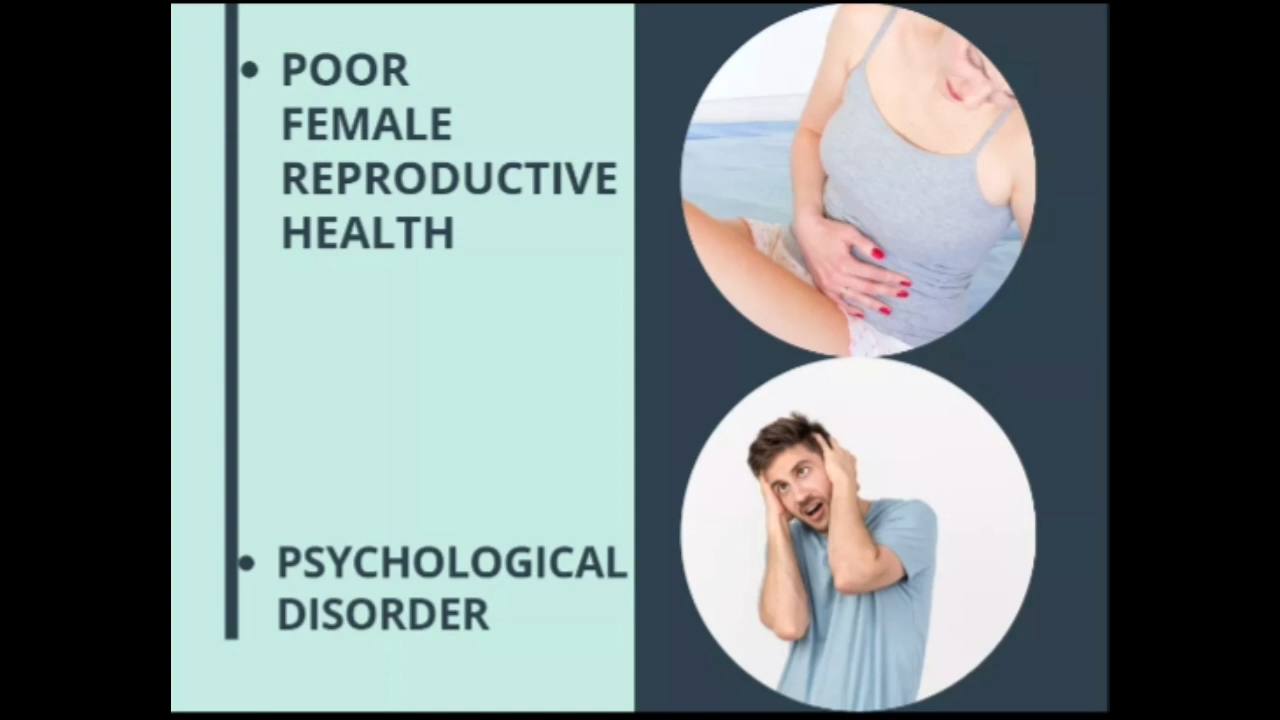 POOR
FEMALE
REPRODUCTIVE
HEALTH
PSYCHOLOGICAL
DISORDER